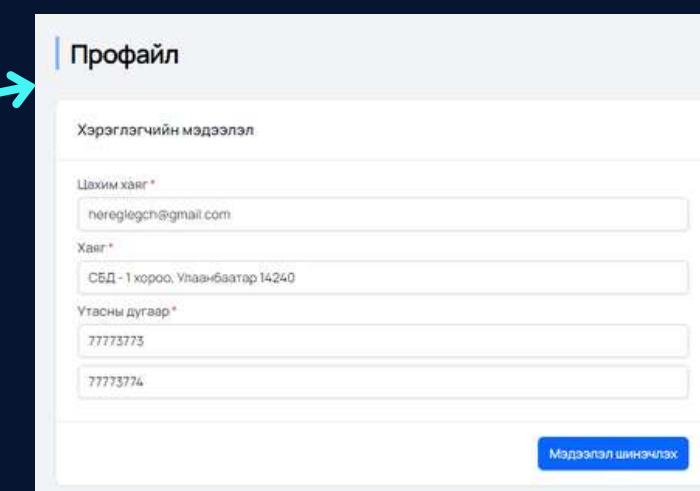 Профайл
Хэрэглэгчийн мэдээлэл
Цахим хаяг *
hereglegch@gmail.com
Хаяг *
СБД - 1 хороо, Улаанбаатар 14240
Утасны дугаар *
77773773
77773774
Мэдээлэл шинэчлэх